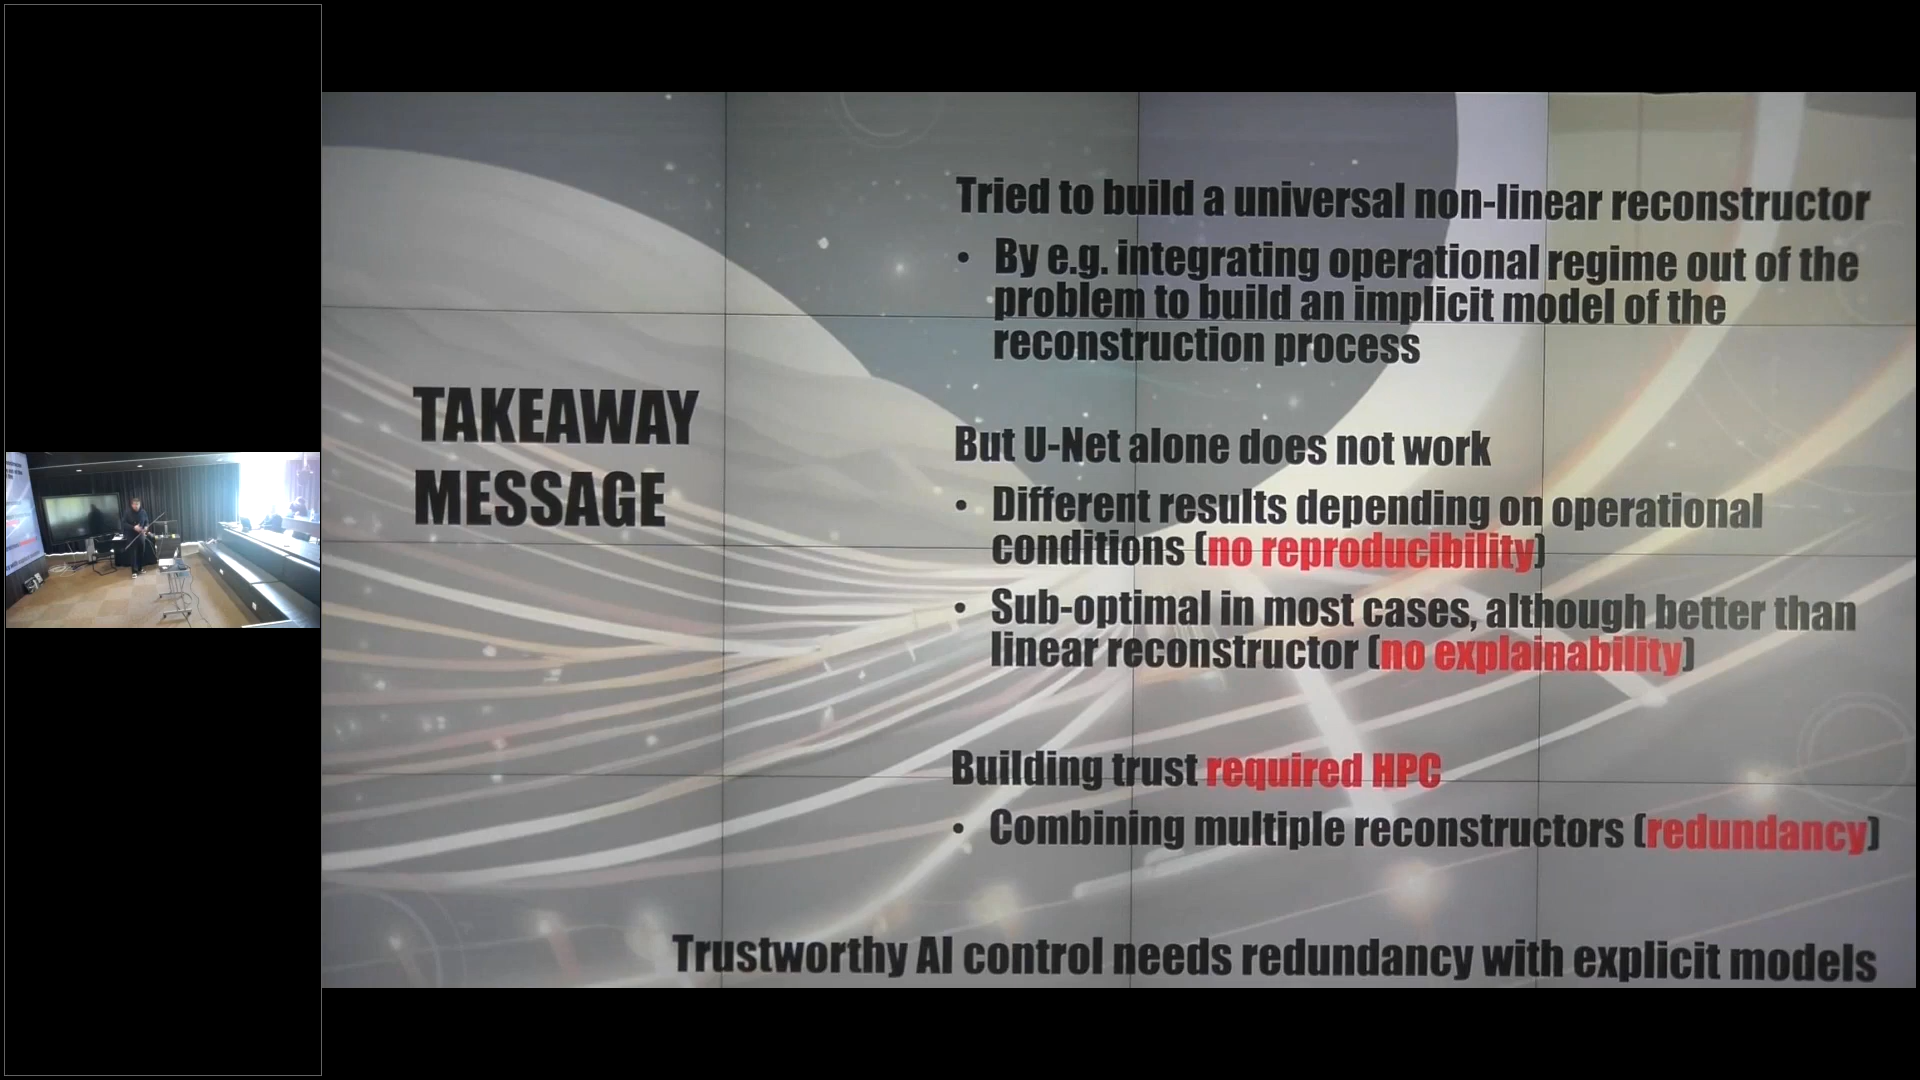 TAKEAWAY
MESSAGE
Tried to build a universal non-linear reconstructor
• By e.g. integrating operational regime out of the
problem to build an implicit model of the
reconstruction process
But U-Net alone does not work
• Different results depending on operational
conditions (no reproducibility)
• Sub-optimal in most cases, although better than
linear reconstructor (no explainability)
Building trust required HPC
• Combining multiple reconstructors (redundancy)
Trustworthy AI control needs redundancy with explicit models